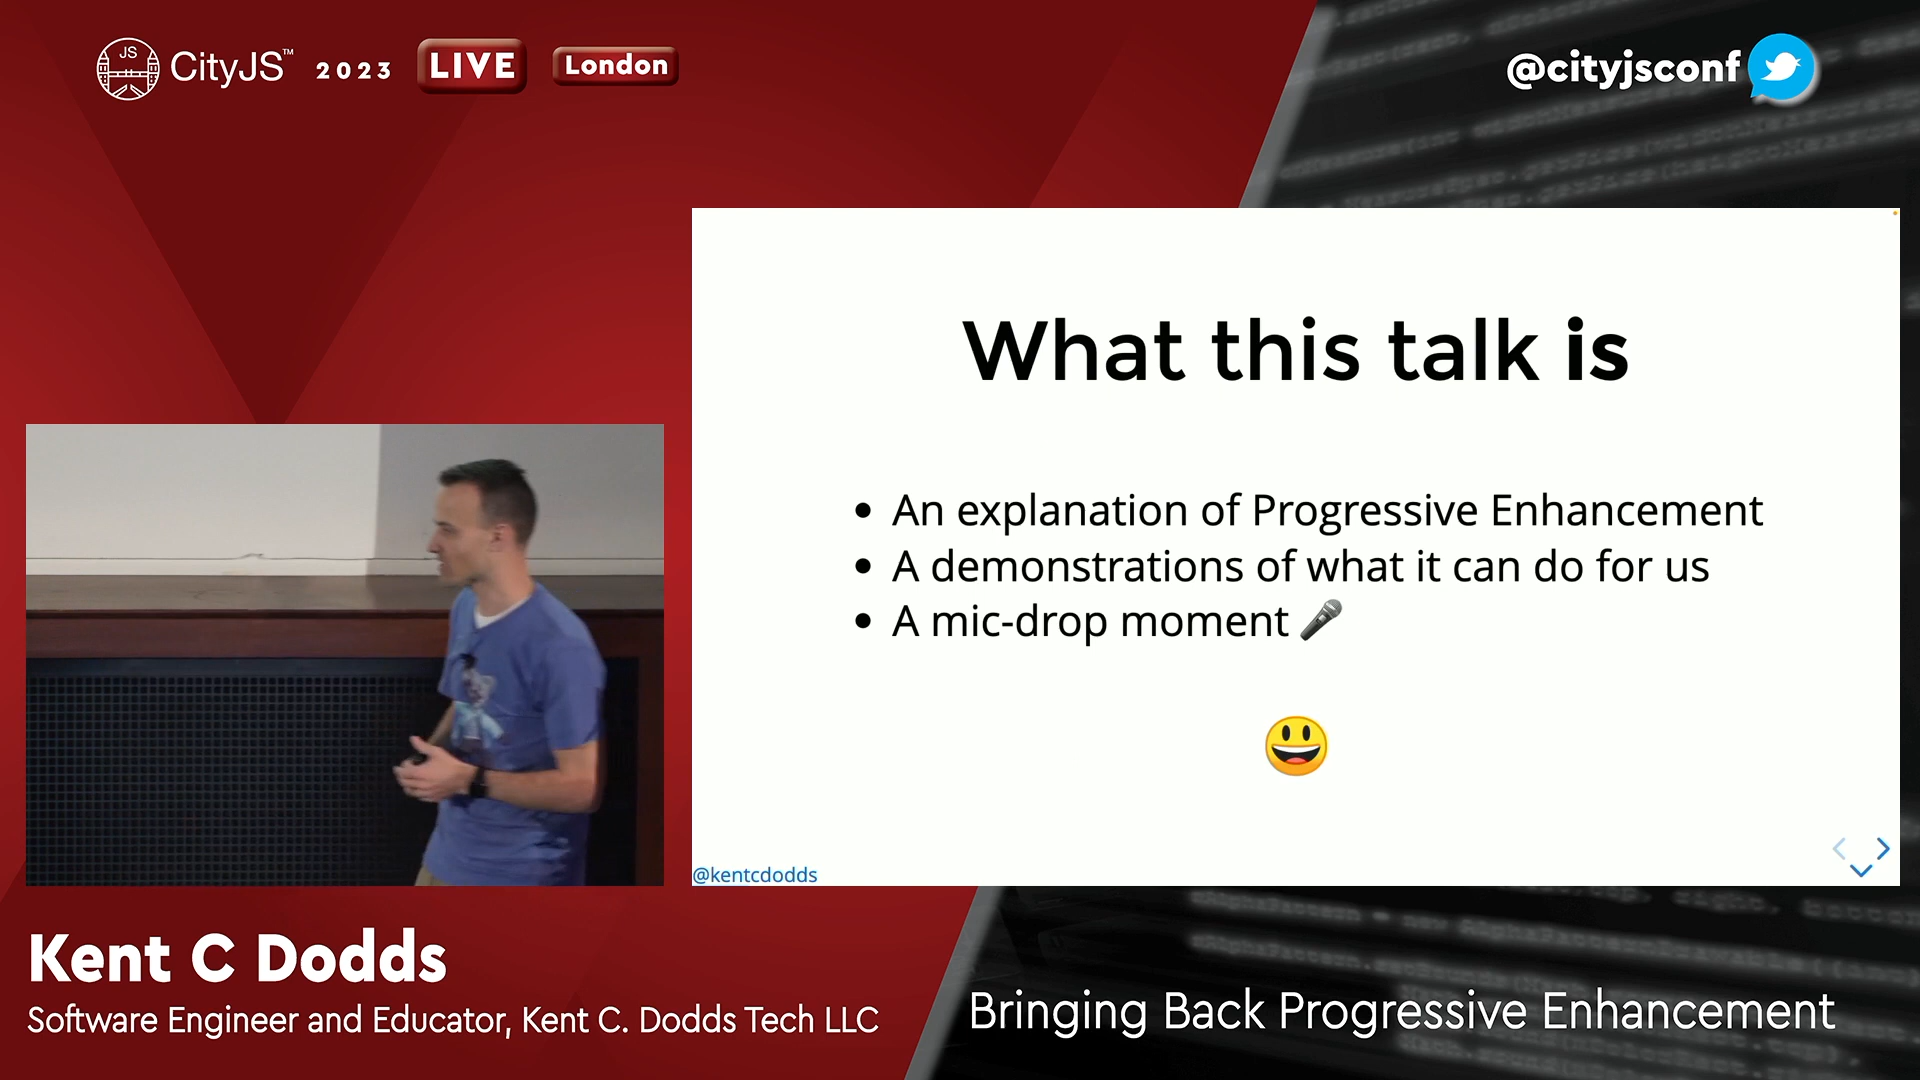 JS
CityJS™ 2023 LIVE London
@cityjsconf
What this talk is
• An explanation of Progressive Enhancement
• A demonstrations of what it can do for us
• A mic-drop moment 🎤
😃
@kentcdodds
Kent C Dodds
Software Engineer and Educator, Kent C. Dodds Tech LLC
Bringing Back Progressive Enhancement